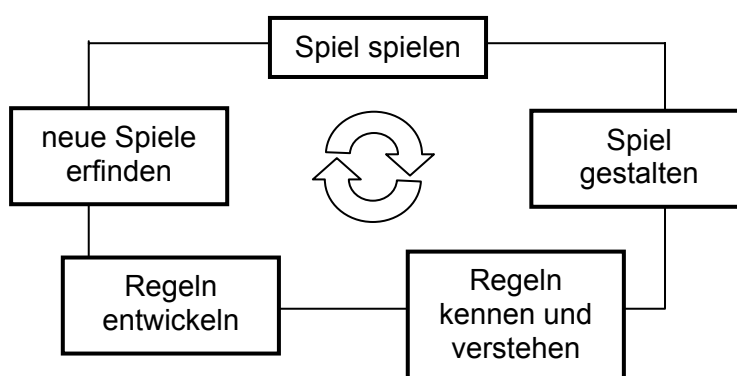 Spiel spielen
neue Spiele
erfinden
Spiel
gestalten
Regeln
entwickeln
Regeln
kennen und
verstehen